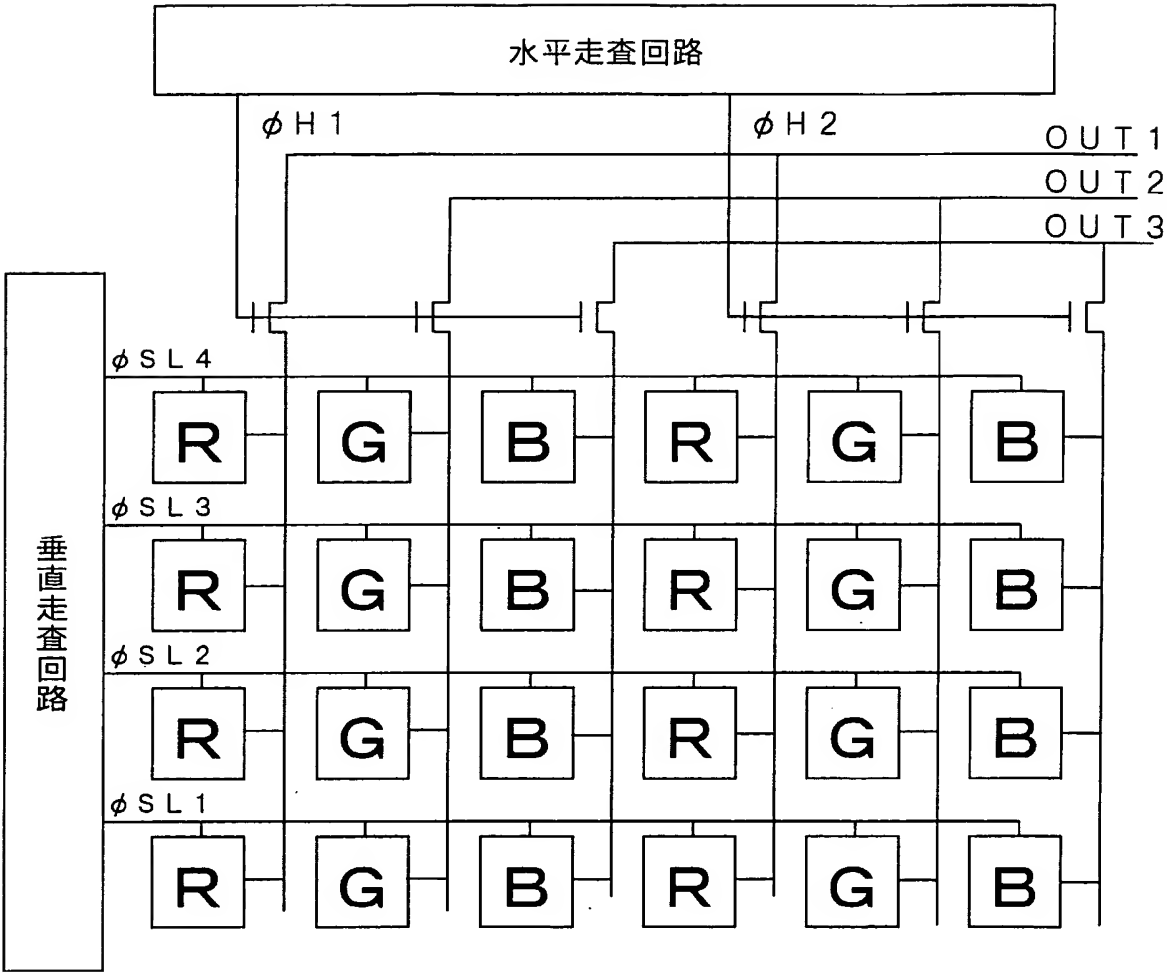 水平走査回路
φH1
φH2
OUT1
OUT2
OUT3
垂直走査回路
φSL4
R G B R G B
φSL3
R G B R G B
φSL2
R G B R G B
φSL1
R G B R G B